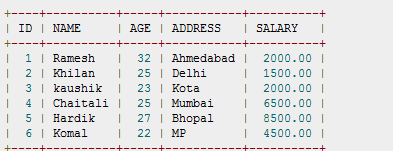 +----+----------+-----+-----------+----------+
| ID | NAME     | AGE | ADDRESS   | SALARY   |
+----+----------+-----+-----------+----------+
|  1 | Ramesh   |  32 | Ahmedabad |  2000.00 |
|  2 | Khilan   |  25 | Delhi     |  1500.00 |
|  3 | kaushik  |  23 | Kota      |  2000.00 |
|  4 | Chaitali |  25 | Mumbai    |  6500.00 |
|  5 | Hardik   |  27 | Bhopal    |  8500.00 |
|  6 | Komal    |  22 | MP        |  4500.00 |
+----+----------+-----+-----------+----------+